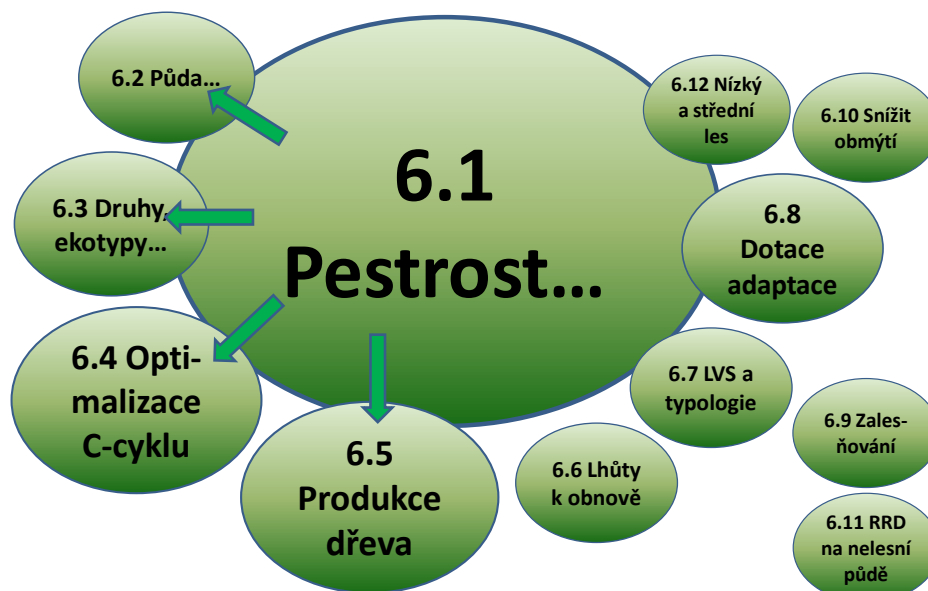 6.1
Pestrost…
6.2 Půda…
6.3 Druhy,
ekotypy…
6.4 Opti-
malizace
C-cyklu
6.5
Produkce
dřeva
6.6 Lhůty
k obnově
6.7 LVS a
typologie
6.8
Dotace
adaptace
6.12 Nízký
a střední
les
6.10 Snížit
obmýtí
6.9 Zales-
ňování
6.11 RRD
na nelesní
půdě